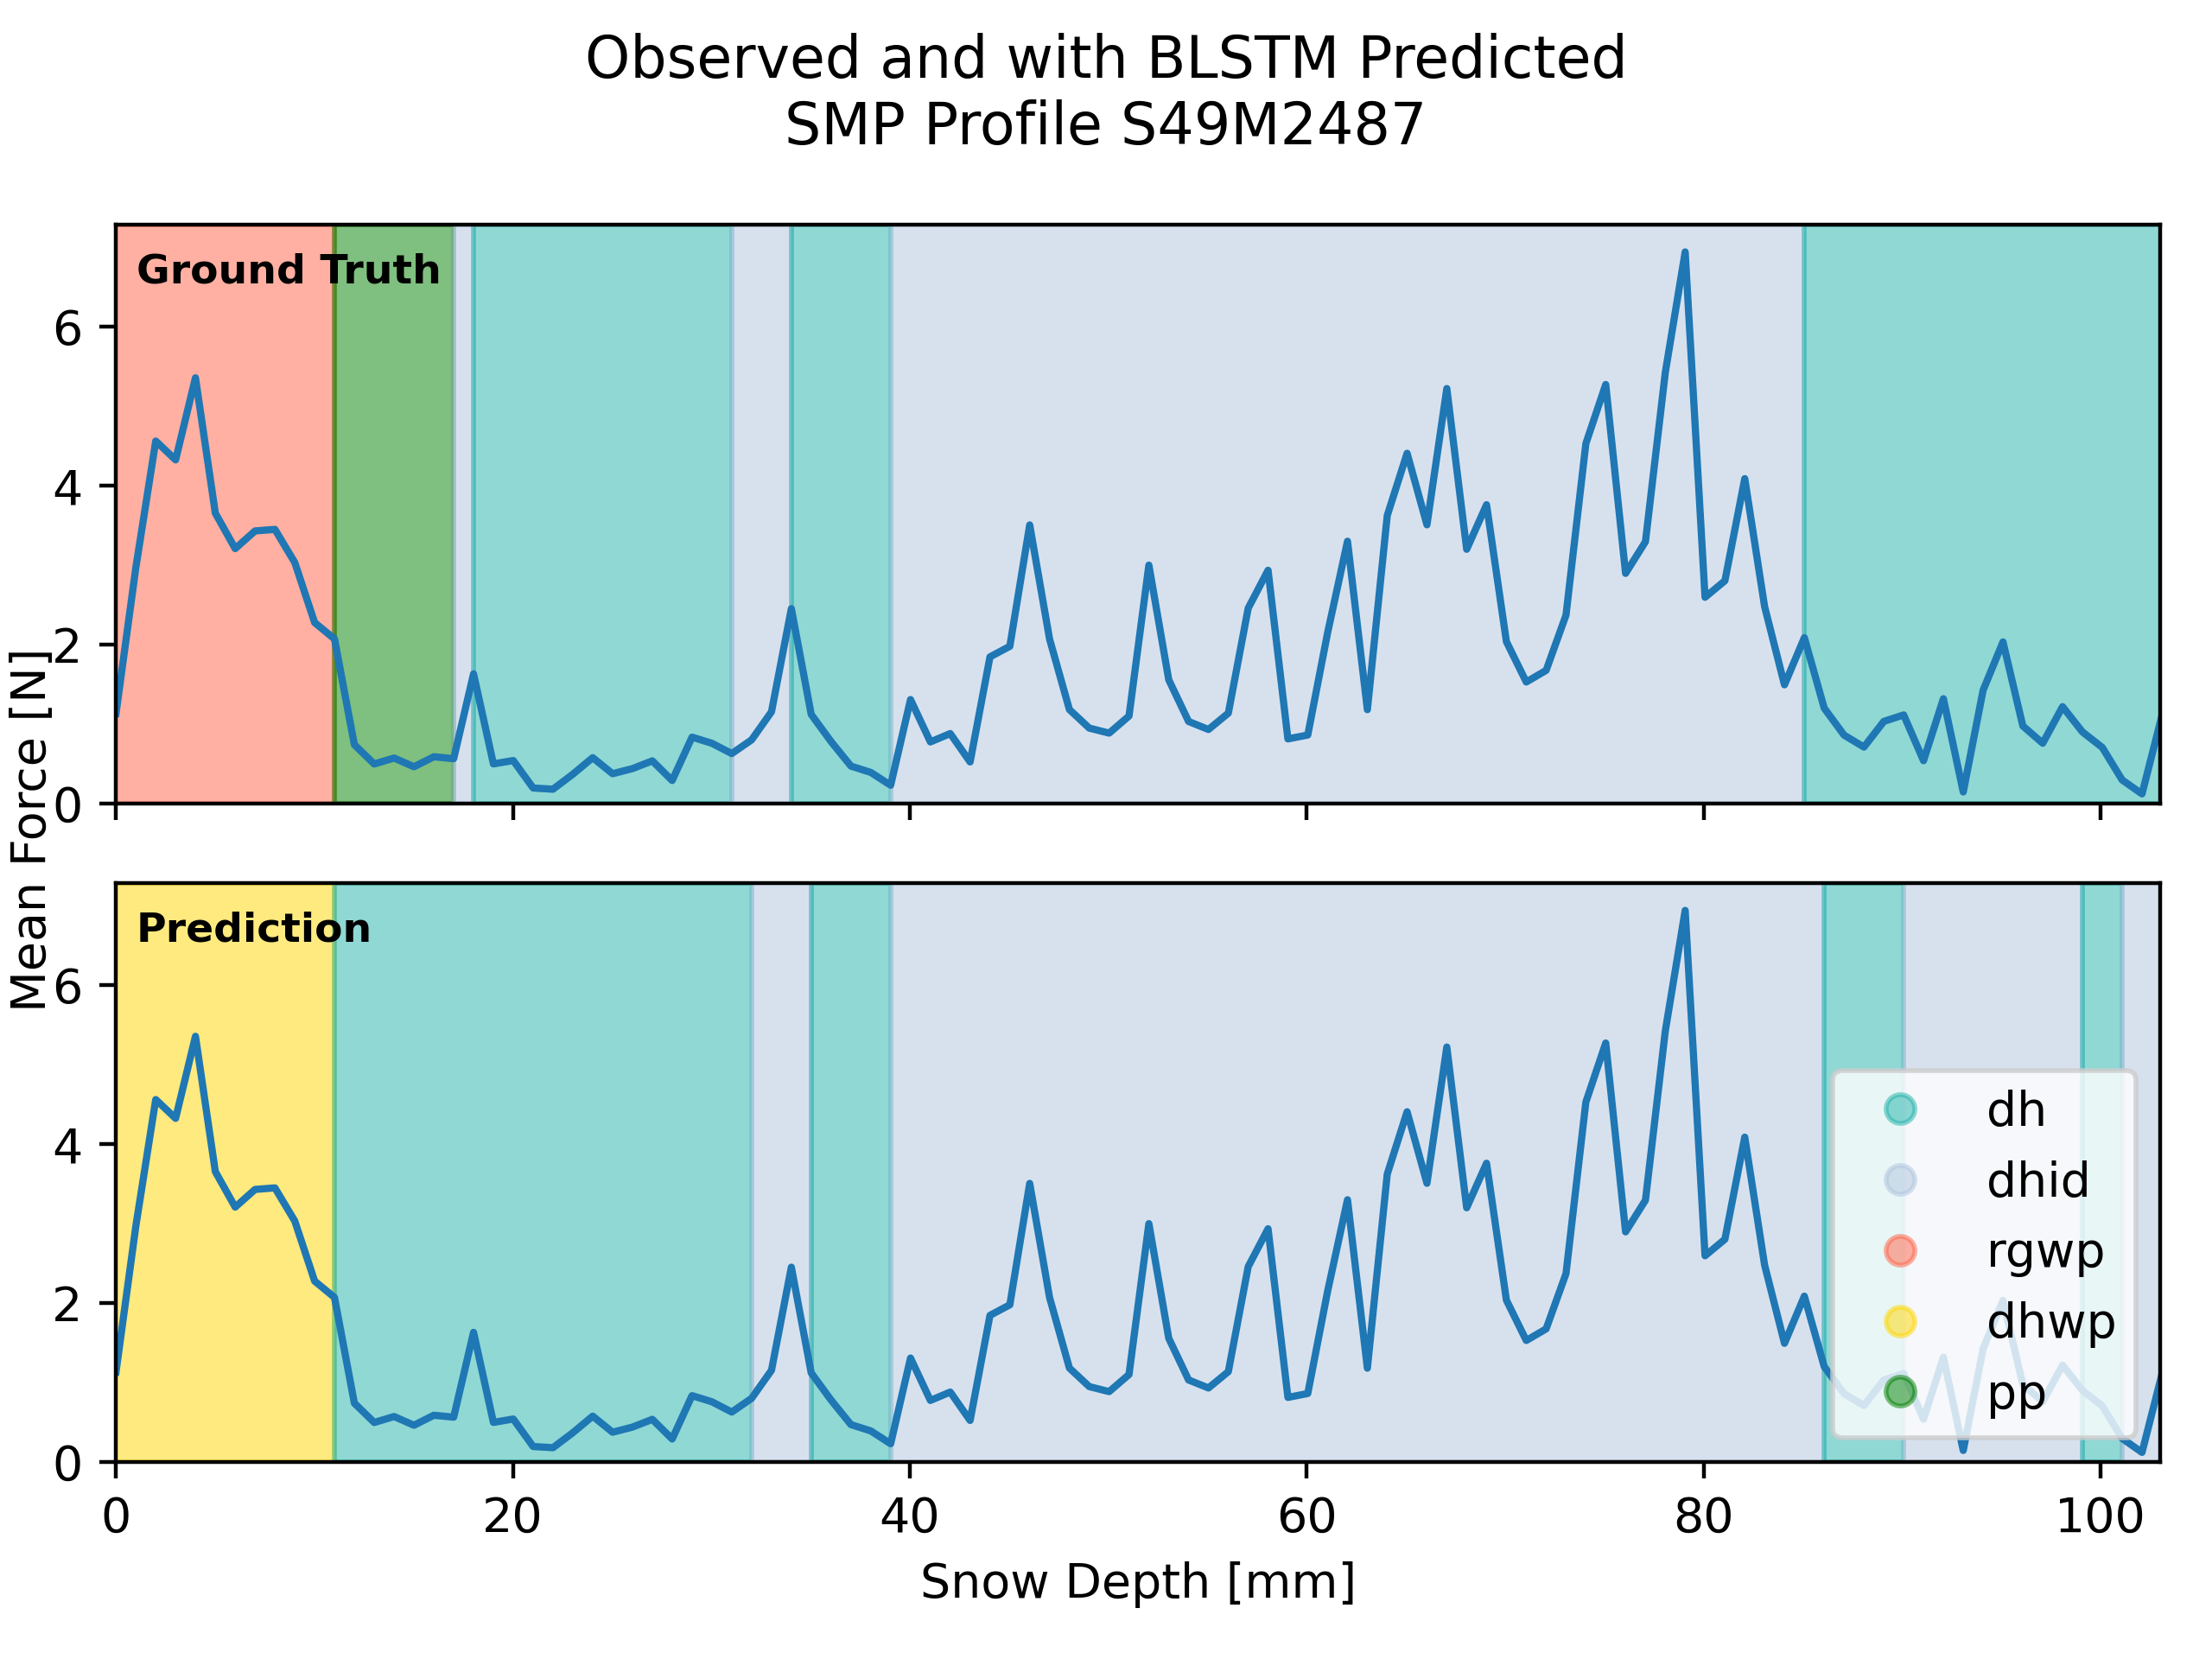 Observed and with BLSTM Predicted
SMP Profile S49M2487
Ground Truth
6
4
2
0
Mean Force [N]
Prediction
6
4
2
0
dh
dhid
rgwp
dhwp
pp
0 20 40 60 80 100
Snow Depth [mm]